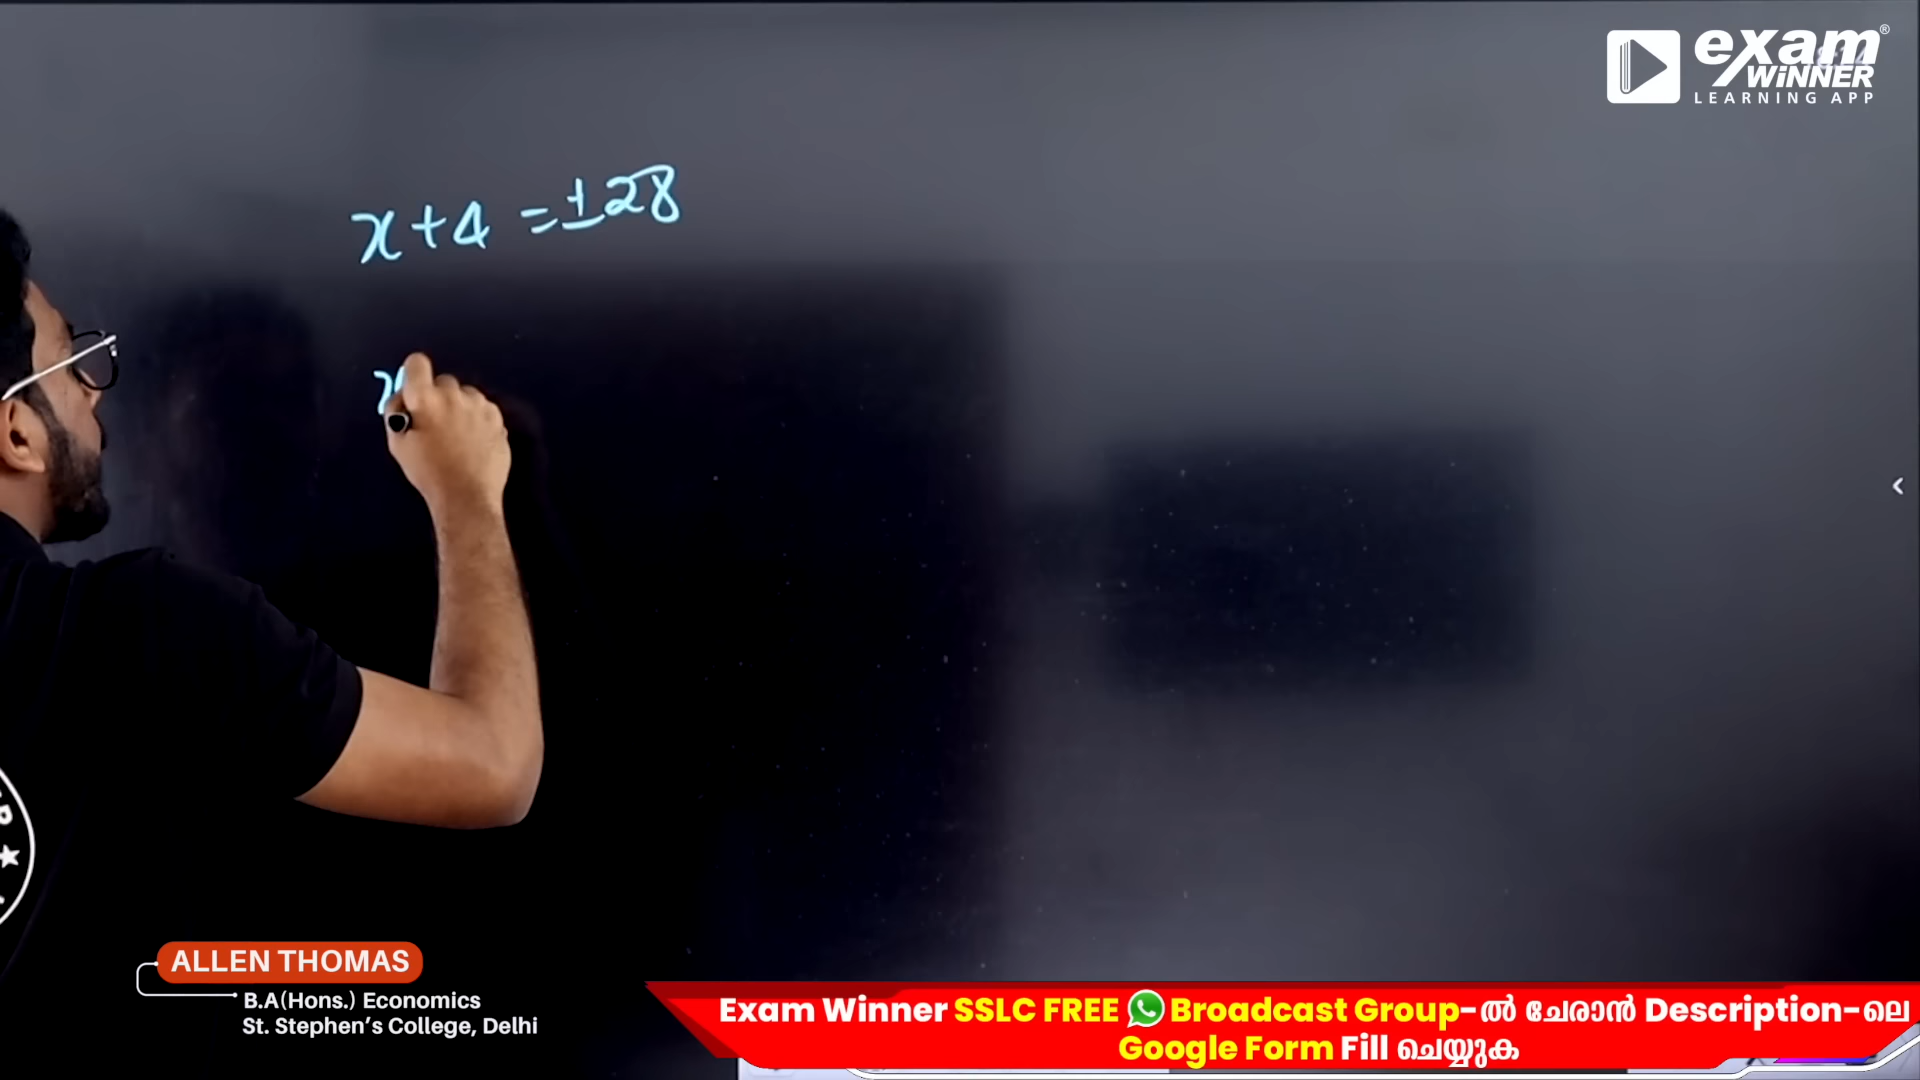 exam
WINNER
LEARNING APP
x+4 =±28
x
<
ALLEN THOMAS
B.A(Hons.) Economics
St. Stephen's College, Delhi
Exam Winner SSLC FREE Broadcast Group-ൽ ചേരാൻ Description-ലെ
Google Form Fill ചെയ്യുക